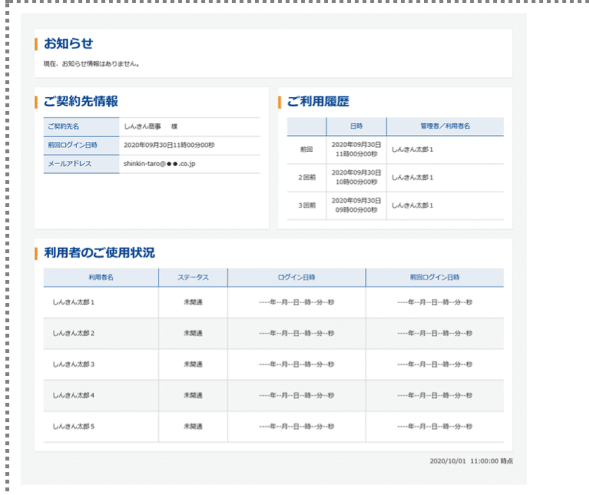 お知らせ
現在、お知らせ情報はありません。
ご契約先情報
ご契約先名 しんきん商事 様
前回ログイン日時 2020年09月30日11時00分00秒
メールアドレス shinkin-taro@●●.co.jp
ご利用履歴
日時 管理者／利用者名
前回 2020年09月30日 11時00分00秒 しんきん太郎1
2回前 2020年09月30日 10時00分00秒 しんきん太郎1
3回前 2020年09月30日 09時00分00秒 しんきん太郎1
利用者のご使用状況
利用者名 ステータス ログイン日時 前回ログイン日時
しんきん太郎1 未開通 ----年--月--日--時--分--秒 ----年--月--日--時--分--秒
しんきん太郎2 未開通 ----年--月--日--時--分--秒 ----年--月--日--時--分--秒
しんきん太郎3 未開通 ----年--月--日--時--分--秒 ----年--月--日--時--分--秒
しんきん太郎4 未開通 ----年--月--日--時--分--秒 ----年--月--日--時--分--秒
しんきん太郎5 未開通 ----年--月--日--時--分--秒 ----年--月--日--時--分--秒
2020/10/01 11:00:00 時点